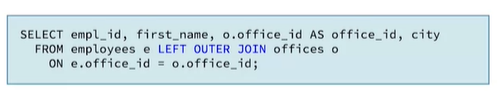 SELECT empl_id, first_name, o.office_id AS office_id, city
FROM employees e LEFT OUTER JOIN offices o
ON e.office_id = o.office_id;